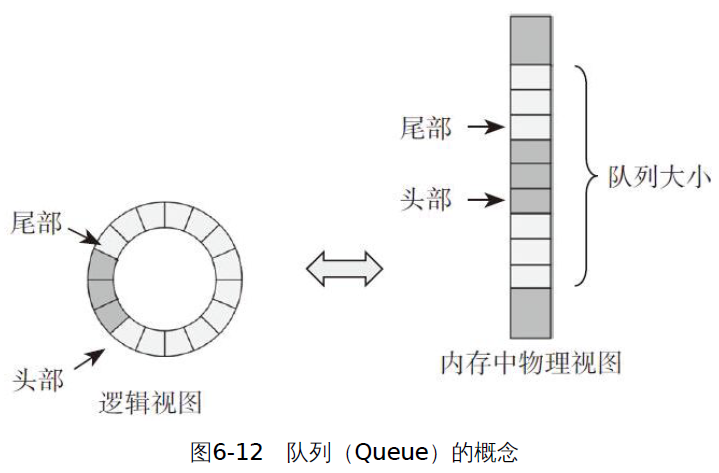 尾部
头部
逻辑视图
尾部
头部
队列大小
内存中物理视图
图6-12 队列（Queue）的概念